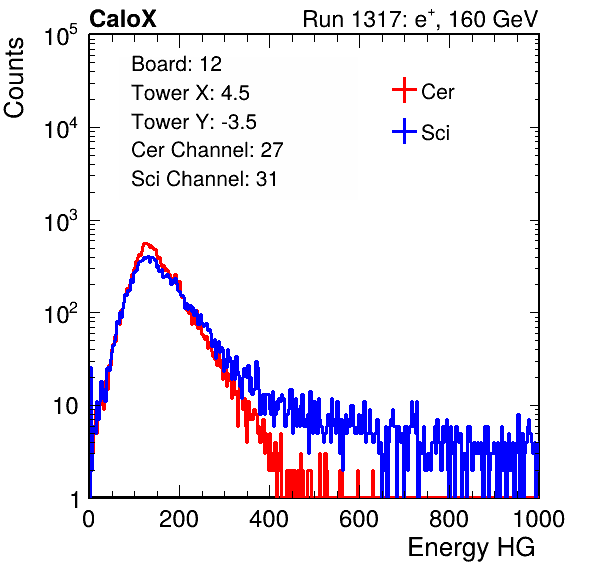 CaloX Run 1317: e⁺, 160 GeV
Counts
Board: 12
Tower X: 4.5
Tower Y: -3.5
Cer Channel: 27
Sci Channel: 31
Cer
Sci
10⁵
10⁴
10³
10²
10
1
0 200 400 600 800 1000
Energy HG